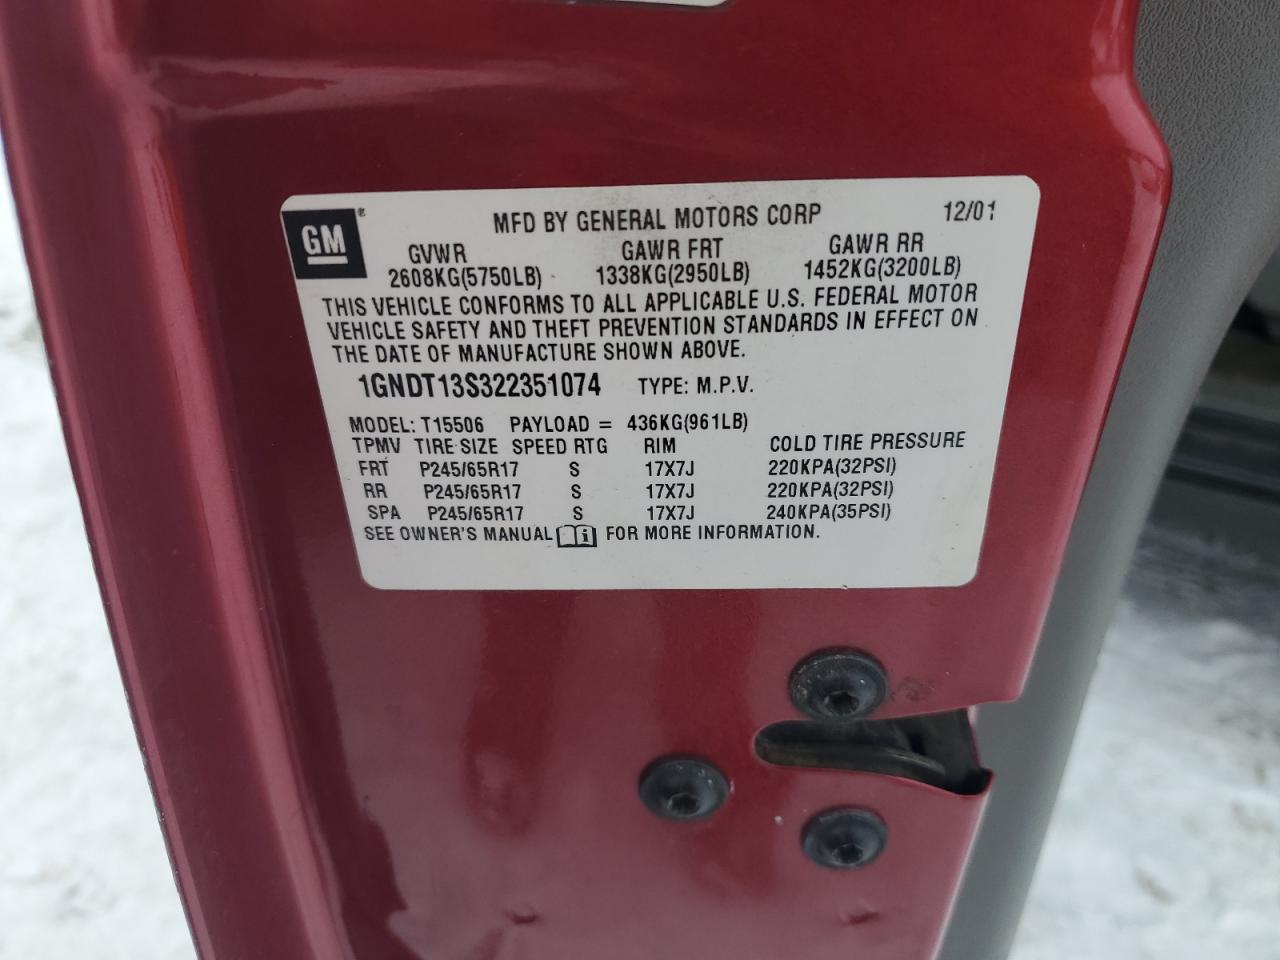 GM®
MFD BY GENERAL MOTORS CORP 12/01
GVWR GAWR FRT GAWR RR
2608KG(5750LB) 1338KG(2950LB) 1452KG(3200LB)
THIS VEHICLE CONFORMS TO ALL APPLICABLE U.S. FEDERAL MOTOR
VEHICLE SAFETY AND THEFT PREVENTION STANDARDS IN EFFECT ON
THE DATE OF MANUFACTURE SHOWN ABOVE.
1GNDT13S322351074 TYPE: M.P.V.
MODEL: T15506 PAYLOAD = 436KG(961LB)
TPMV TIRE SIZE SPEED RTG RIM COLD TIRE PRESSURE
FRT P245/65R17 S 17X7J 220KPA(32PSI)
RR P245/65R17 S 17X7J 220KPA(32PSI)
SPA P245/65R17 S 17X7J 240KPA(35PSI)
SEE OWNER'S MANUAL FOR MORE INFORMATION.